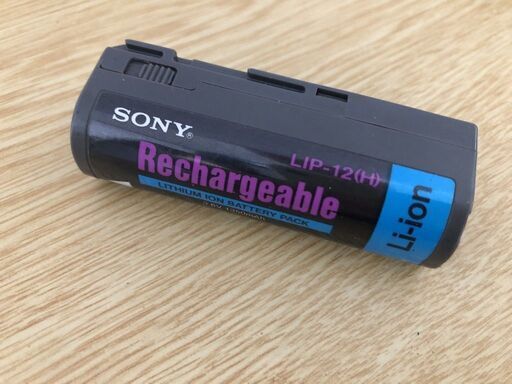 SONY®
LIP-12(H)
Rechargeable
LITHIUM ION BATTERY PACK
Li-ion